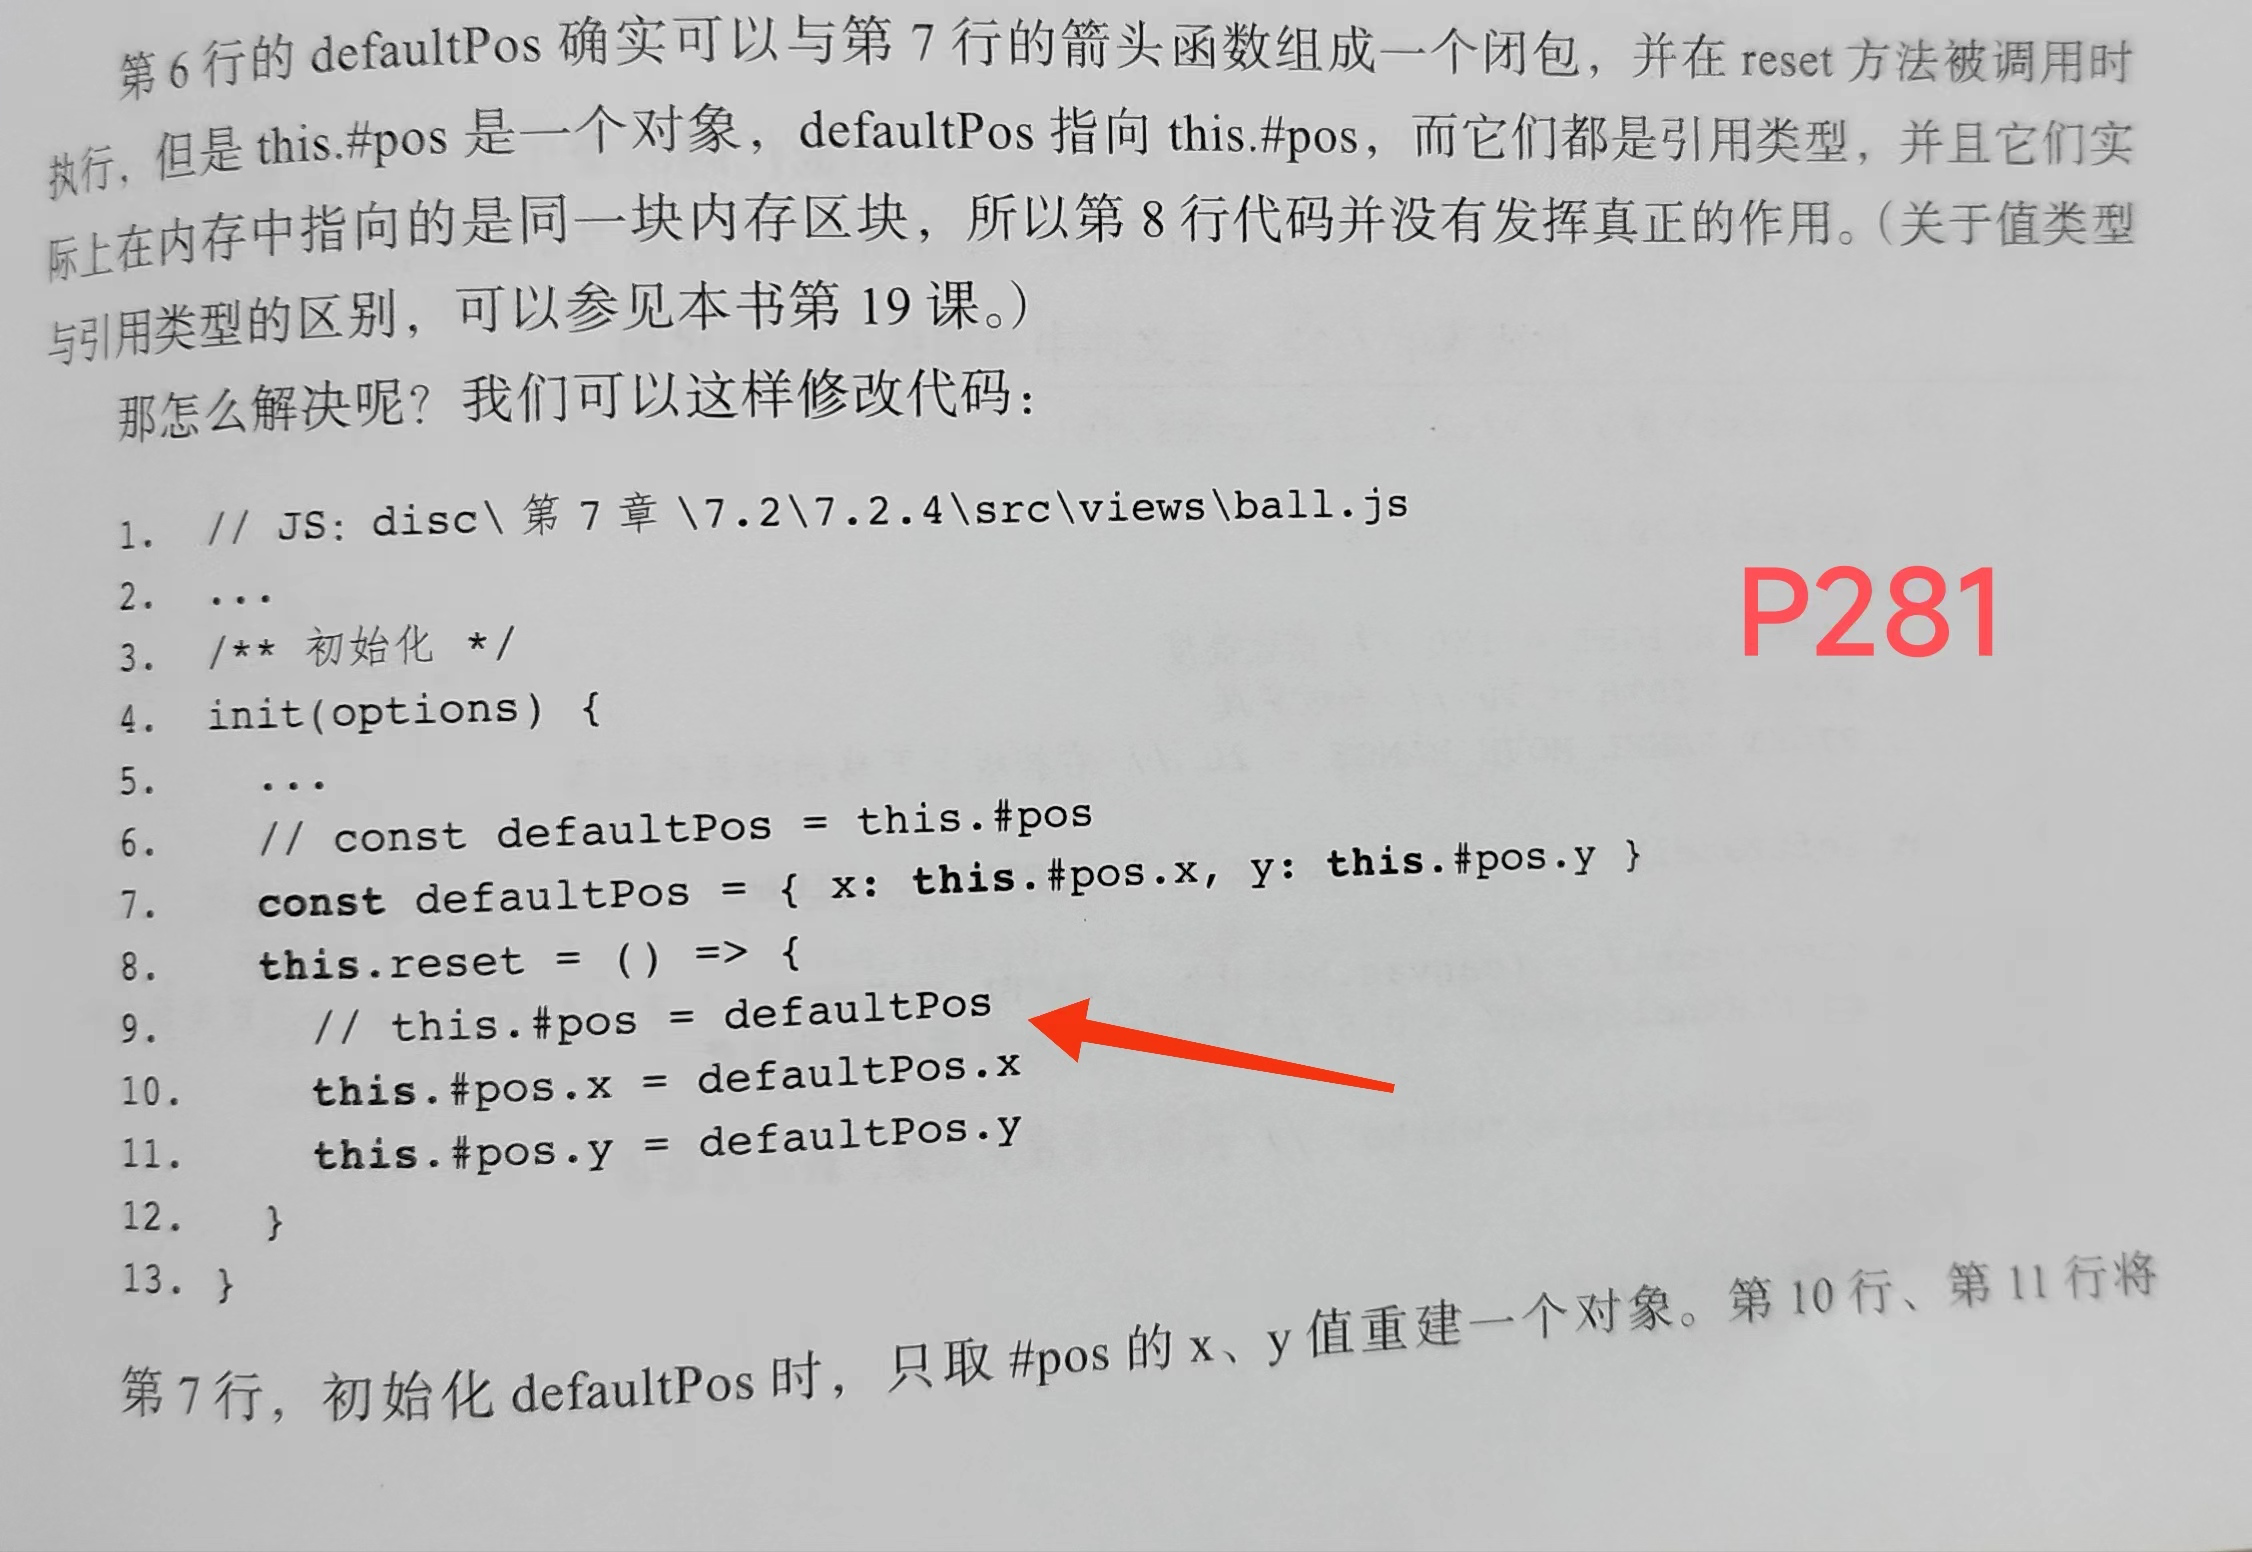 第 6 行的 defaultPos 确实可以与第 7 行的箭头函数组成一个闭包，并在 reset 方法被调用时
执行，但是 this.#pos 是一个对象，defaultPos 指向 this.#pos，而它们都是引用类型，并且它们实
际上在内存中指向的是同一块内存区块，所以第 8 行代码并没有发挥真正的作用。（关于值类型
与引用类型的区别，可以参见本书第 19 课。）
那怎么解决呢？我们可以这样修改代码：
1. // JS: disc\ 第 7 章 \7.2\7.2.4\src\views\ball.js
2. ...
3. /** 初始化 */
4. init(options) {
5. ...
6. // const defaultPos = this.#pos
7. const defaultPos = { x: this.#pos.x, y: this.#pos.y }
8. this.reset = () => {
9. // this.#pos = defaultPos
10. this.#pos.x = defaultPos.x
11. this.#pos.y = defaultPos.y
12. }
13. }
第 7 行，初始化 defaultPos 时，只取 #pos 的 x、y 值重建一个对象。第 10 行、第 11 行将
P281